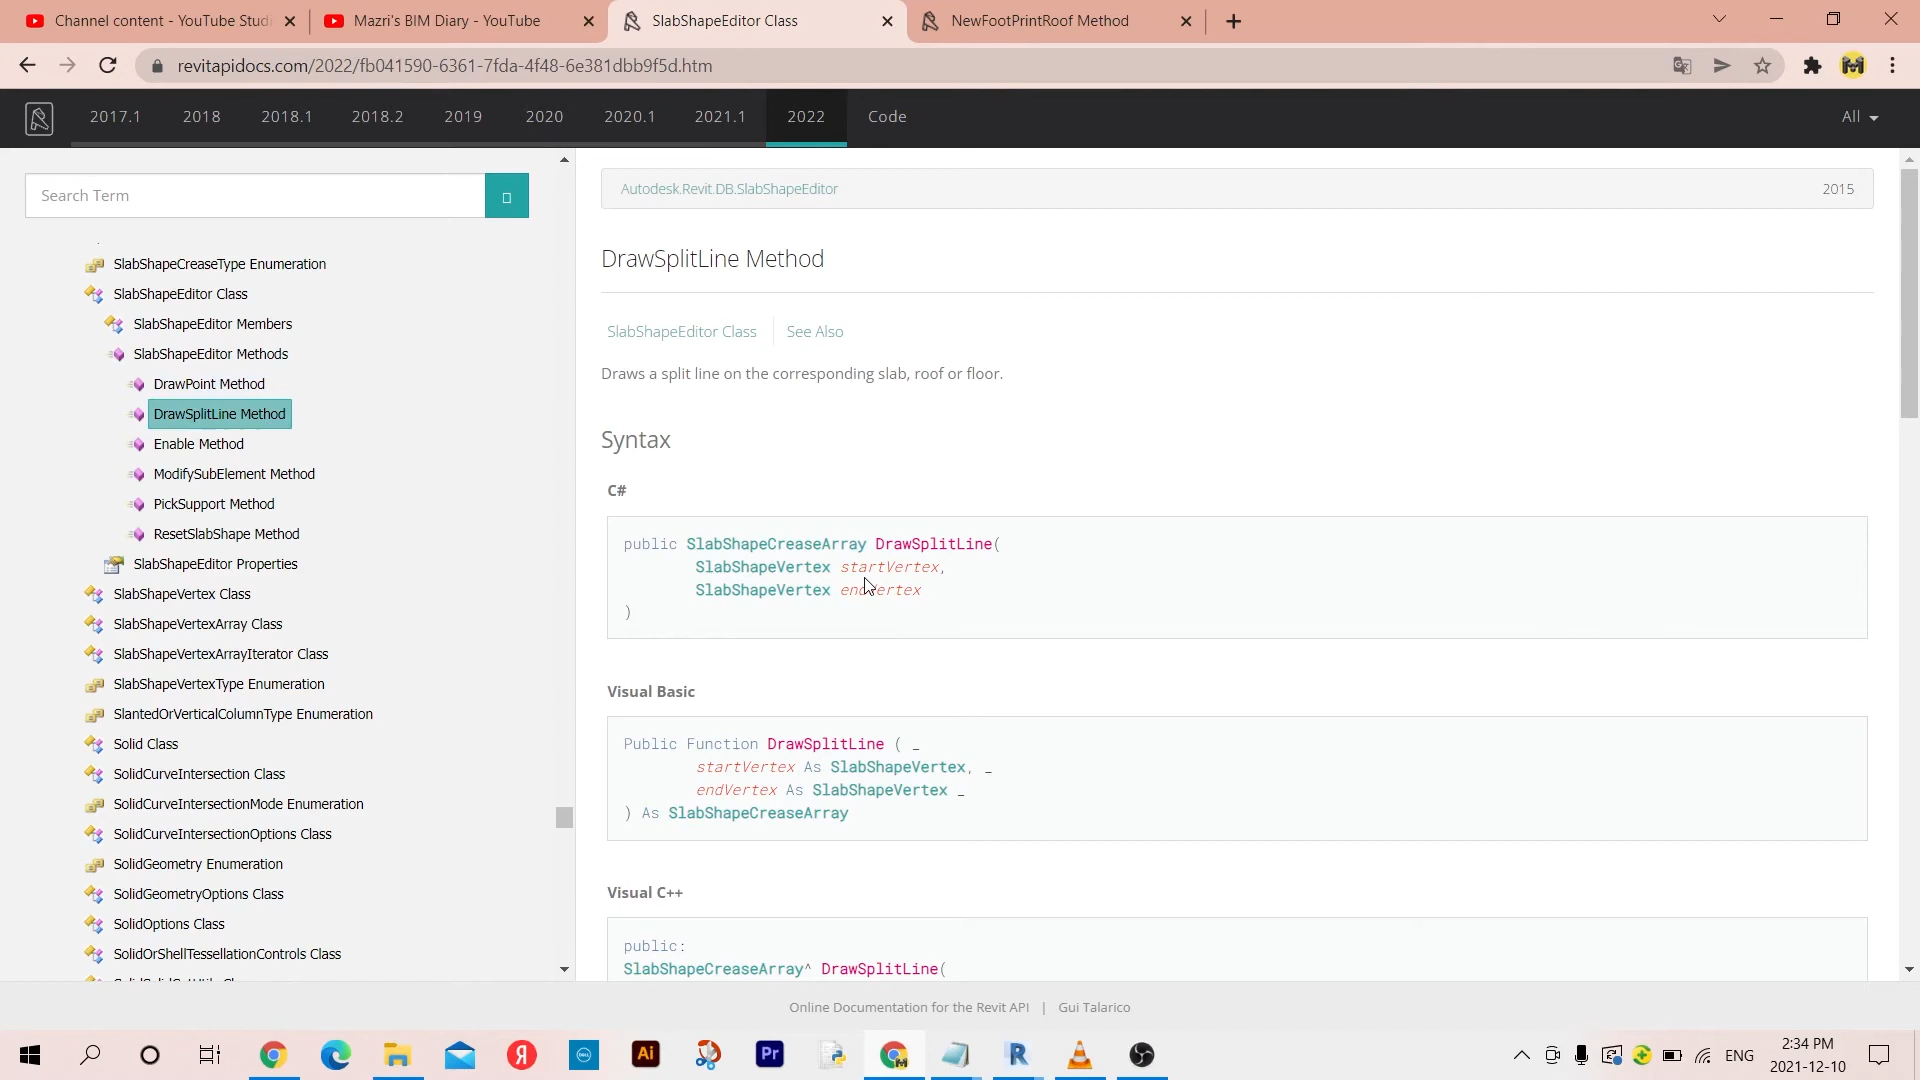 Channel content - YouTube Studi
Mazri's BIM Diary - YouTube
SlabShapeEditor Class
NewFootPrintRoof Method
revitapidocs.com/2022/fb041590-6361-7fda-4f48-6e381dbb9f5d.htm
2017.1 2018 2018.1 2018.2 2019 2020 2020.1 2021.1 2022 Code All
Search Term
SlabShapeCreaseType Enumeration
SlabShapeEditor Class
SlabShapeEditor Members
SlabShapeEditor Methods
DrawPoint Method
DrawSplitLine Method
Enable Method
ModifySubElement Method
PickSupport Method
ResetSlabShape Method
SlabShapeEditor Properties
SlabShapeVertex Class
SlabShapeVertexArray Class
SlabShapeVertexArrayIterator Class
SlabShapeVertexType Enumeration
SlantedOrVerticalColumnType Enumeration
Solid Class
SolidCurveIntersection Class
SolidCurveIntersectionMode Enumeration
SolidCurveIntersectionOptions Class
SolidGeometry Enumeration
SolidGeometryOptions Class
SolidOptions Class
SolidOrShellTessellationControls Class
Autodesk.Revit.DB.SlabShapeEditor 2015
DrawSplitLine Method
SlabShapeEditor Class See Also
Draws a split line on the corresponding slab, roof or floor.
Syntax
C#
public SlabShapeCreaseArray DrawSplitLine(
SlabShapeVertex startVertex,
SlabShapeVertex endVertex
)
Visual Basic
Public Function DrawSplitLine ( _
startVertex As SlabShapeVertex, _
endVertex As SlabShapeVertex _
) As SlabShapeCreaseArray
Visual C++
public:
SlabShapeCreaseArray^ DrawSplitLine(
Online Documentation for the Revit API | Gui Talarico
Ai
Pr
R
ENG
2:34 PM
2021-12-10